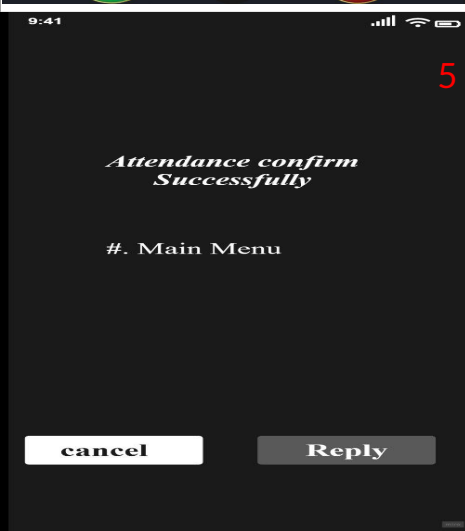 9:41
5
Attendance confirm
Successfully
#. Main Menu
cancel
Reply